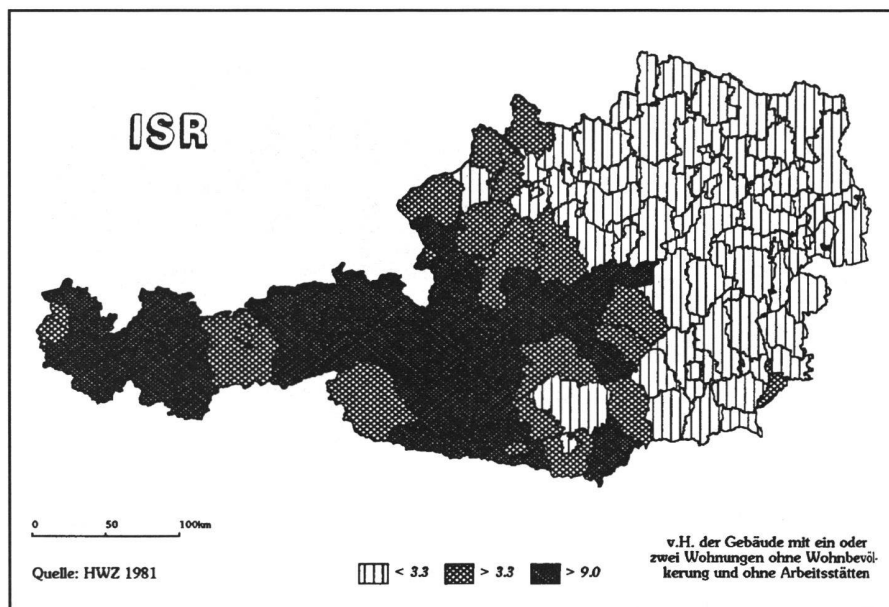 ISR
0 50 100km
Quelle: HWZ 1981
< 3.3 > 3.3 > 9.0
v.H. der Gebäude mit ein oder
zwei Wohnungen ohne Wohnbevöl-
kerung und ohne Arbeitsstätten